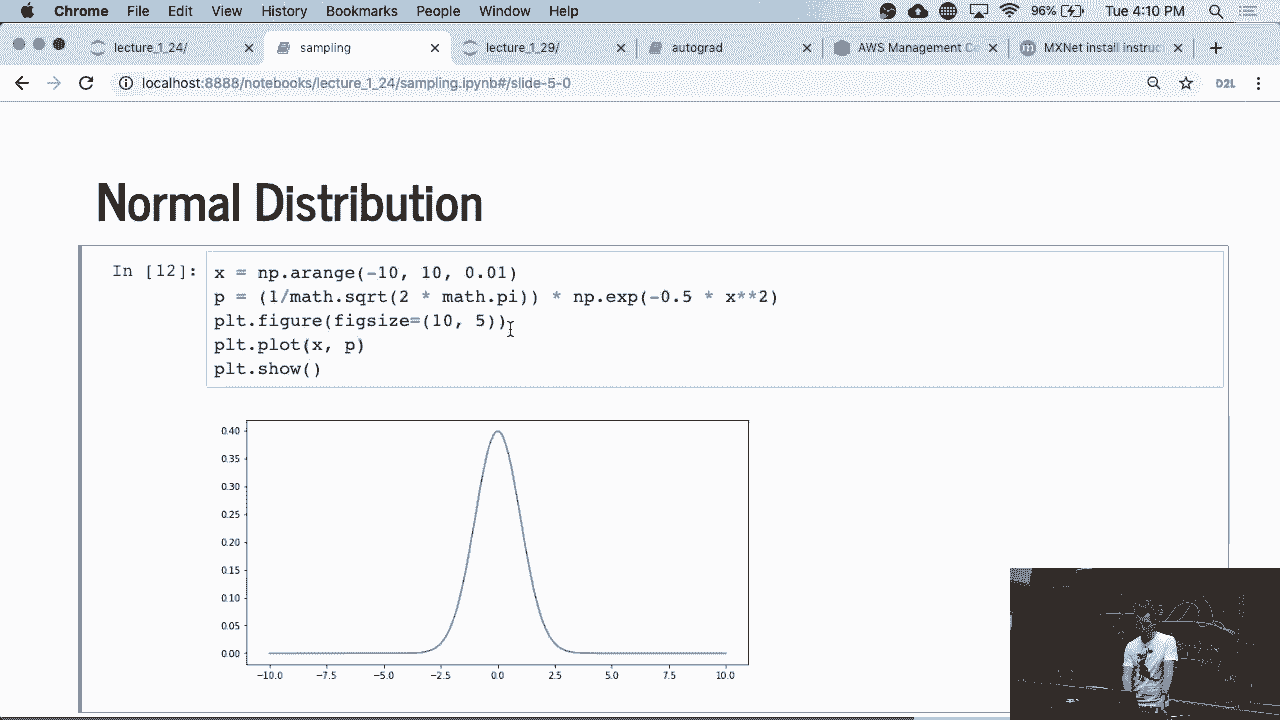 Chrome File Edit View History Bookmarks People Window Help 96% Tue 4:10 PM
lecture_1_24/ sampling lecture_1_29/ autograd AWS Management Co MXNet install instruc
localhost:8888/notebooks/lecture_1_24/sampling.ipynb#/slide-5-0 D2L
Normal Distribution
In [12]: x = np.arange(-10, 10, 0.01)
p = (1/math.sqrt(2 * math.pi)) * np.exp(-0.5 * x**2)
plt.figure(figsize=(10, 5))
plt.plot(x, p)
plt.show()
0.40
0.35
0.30
0.25
0.20
0.15
0.10
0.05
0.00
−10.0 −7.5 −5.0 −2.5 0.0 2.5 5.0 7.5 10.0